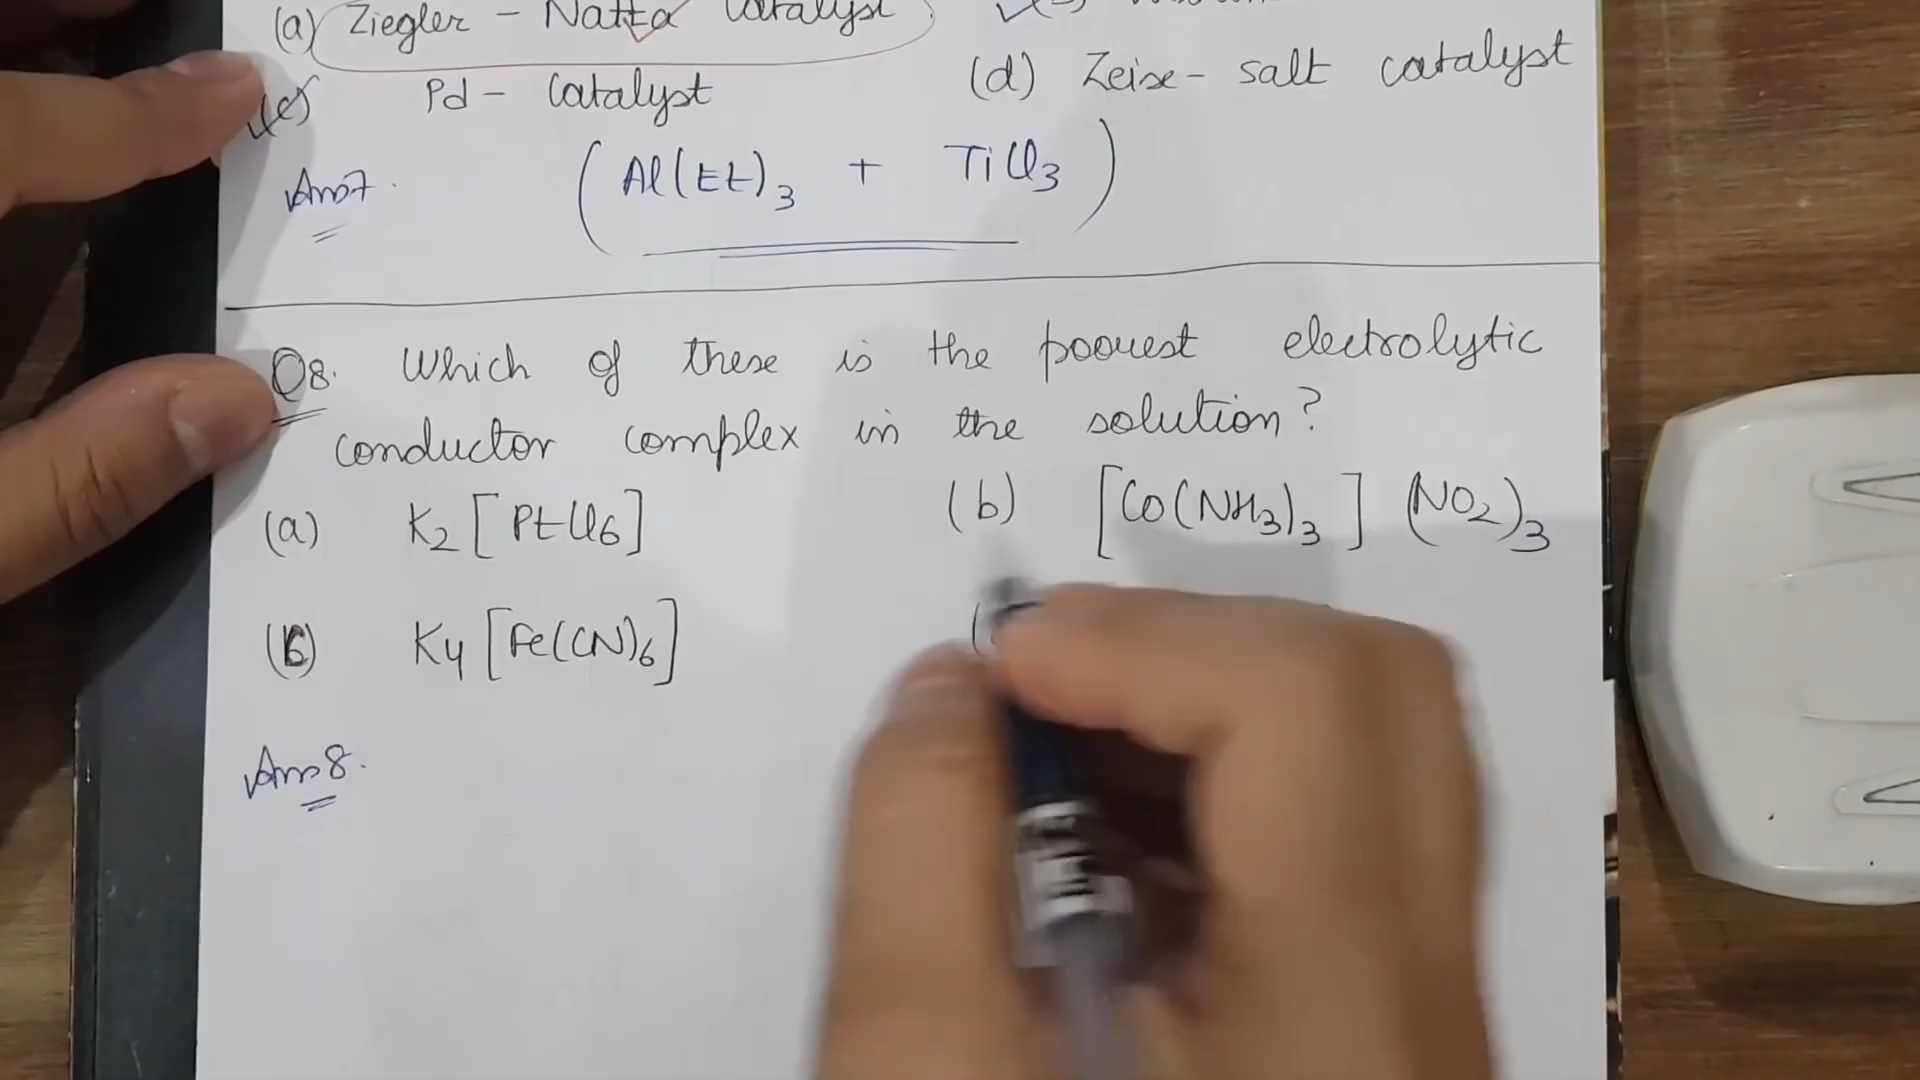 (a) Ziegler - Natta Catalyst
(c) Pd - Catalyst (d) Zeise - salt catalyst
Ans7. (Al(Et)3 + TiCl3)
Q8. Which of these is the poorest electrolytic
conductor complex in the solution?
(a) K2[PtCl6] (b) [Co(NH3)3](NO2)3
(c) K4[Fe(CN)6]
Ans8.